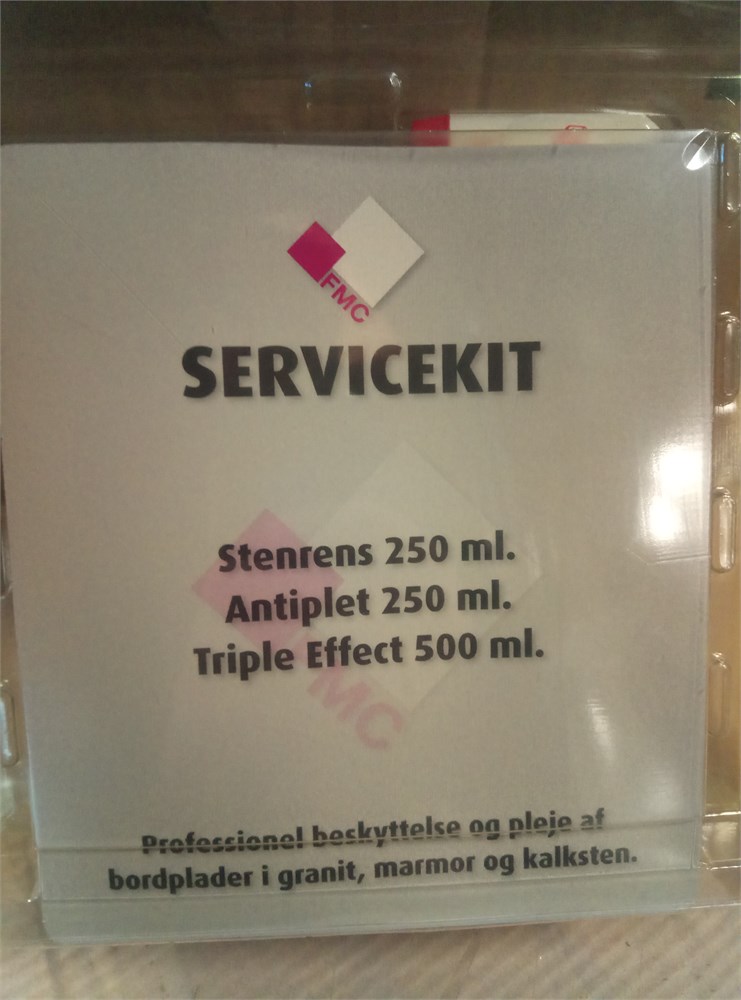 FMC
SERVICEKIT
Stenrens 250 ml.
Antiplet 250 ml.
Triple Effect 500 ml.
MC
Professionel beskyttelse og pleje af
bordplader i granit, marmor og kalksten.